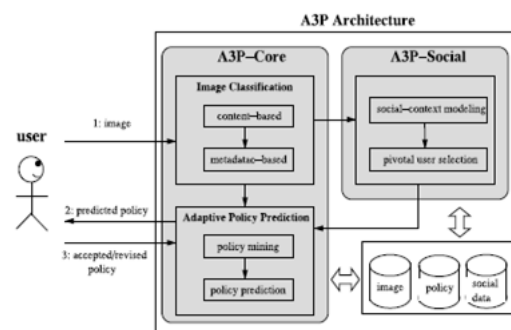 A3P Architecture
A3P–Core
A3P–Social
Image Classification
content–based
metadatac–based
social–context modeling
pivotal user selection
user
1: image
2: predicted policy
3: accepted/revised
policy
Adaptive Policy Prediction
policy mining
policy prediction
image
policy
social
data